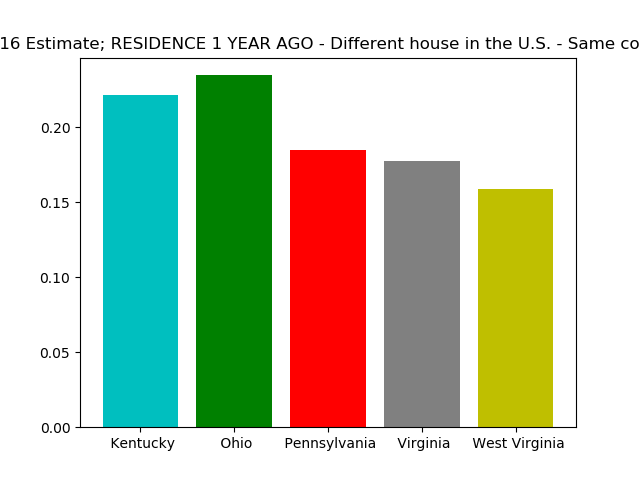 16 Estimate; RESIDENCE 1 YEAR AGO - Different house in the U.S. - Same co
0.20
0.15
0.10
0.05
0.00
Kentucky Ohio Pennsylvania Virginia West Virginia